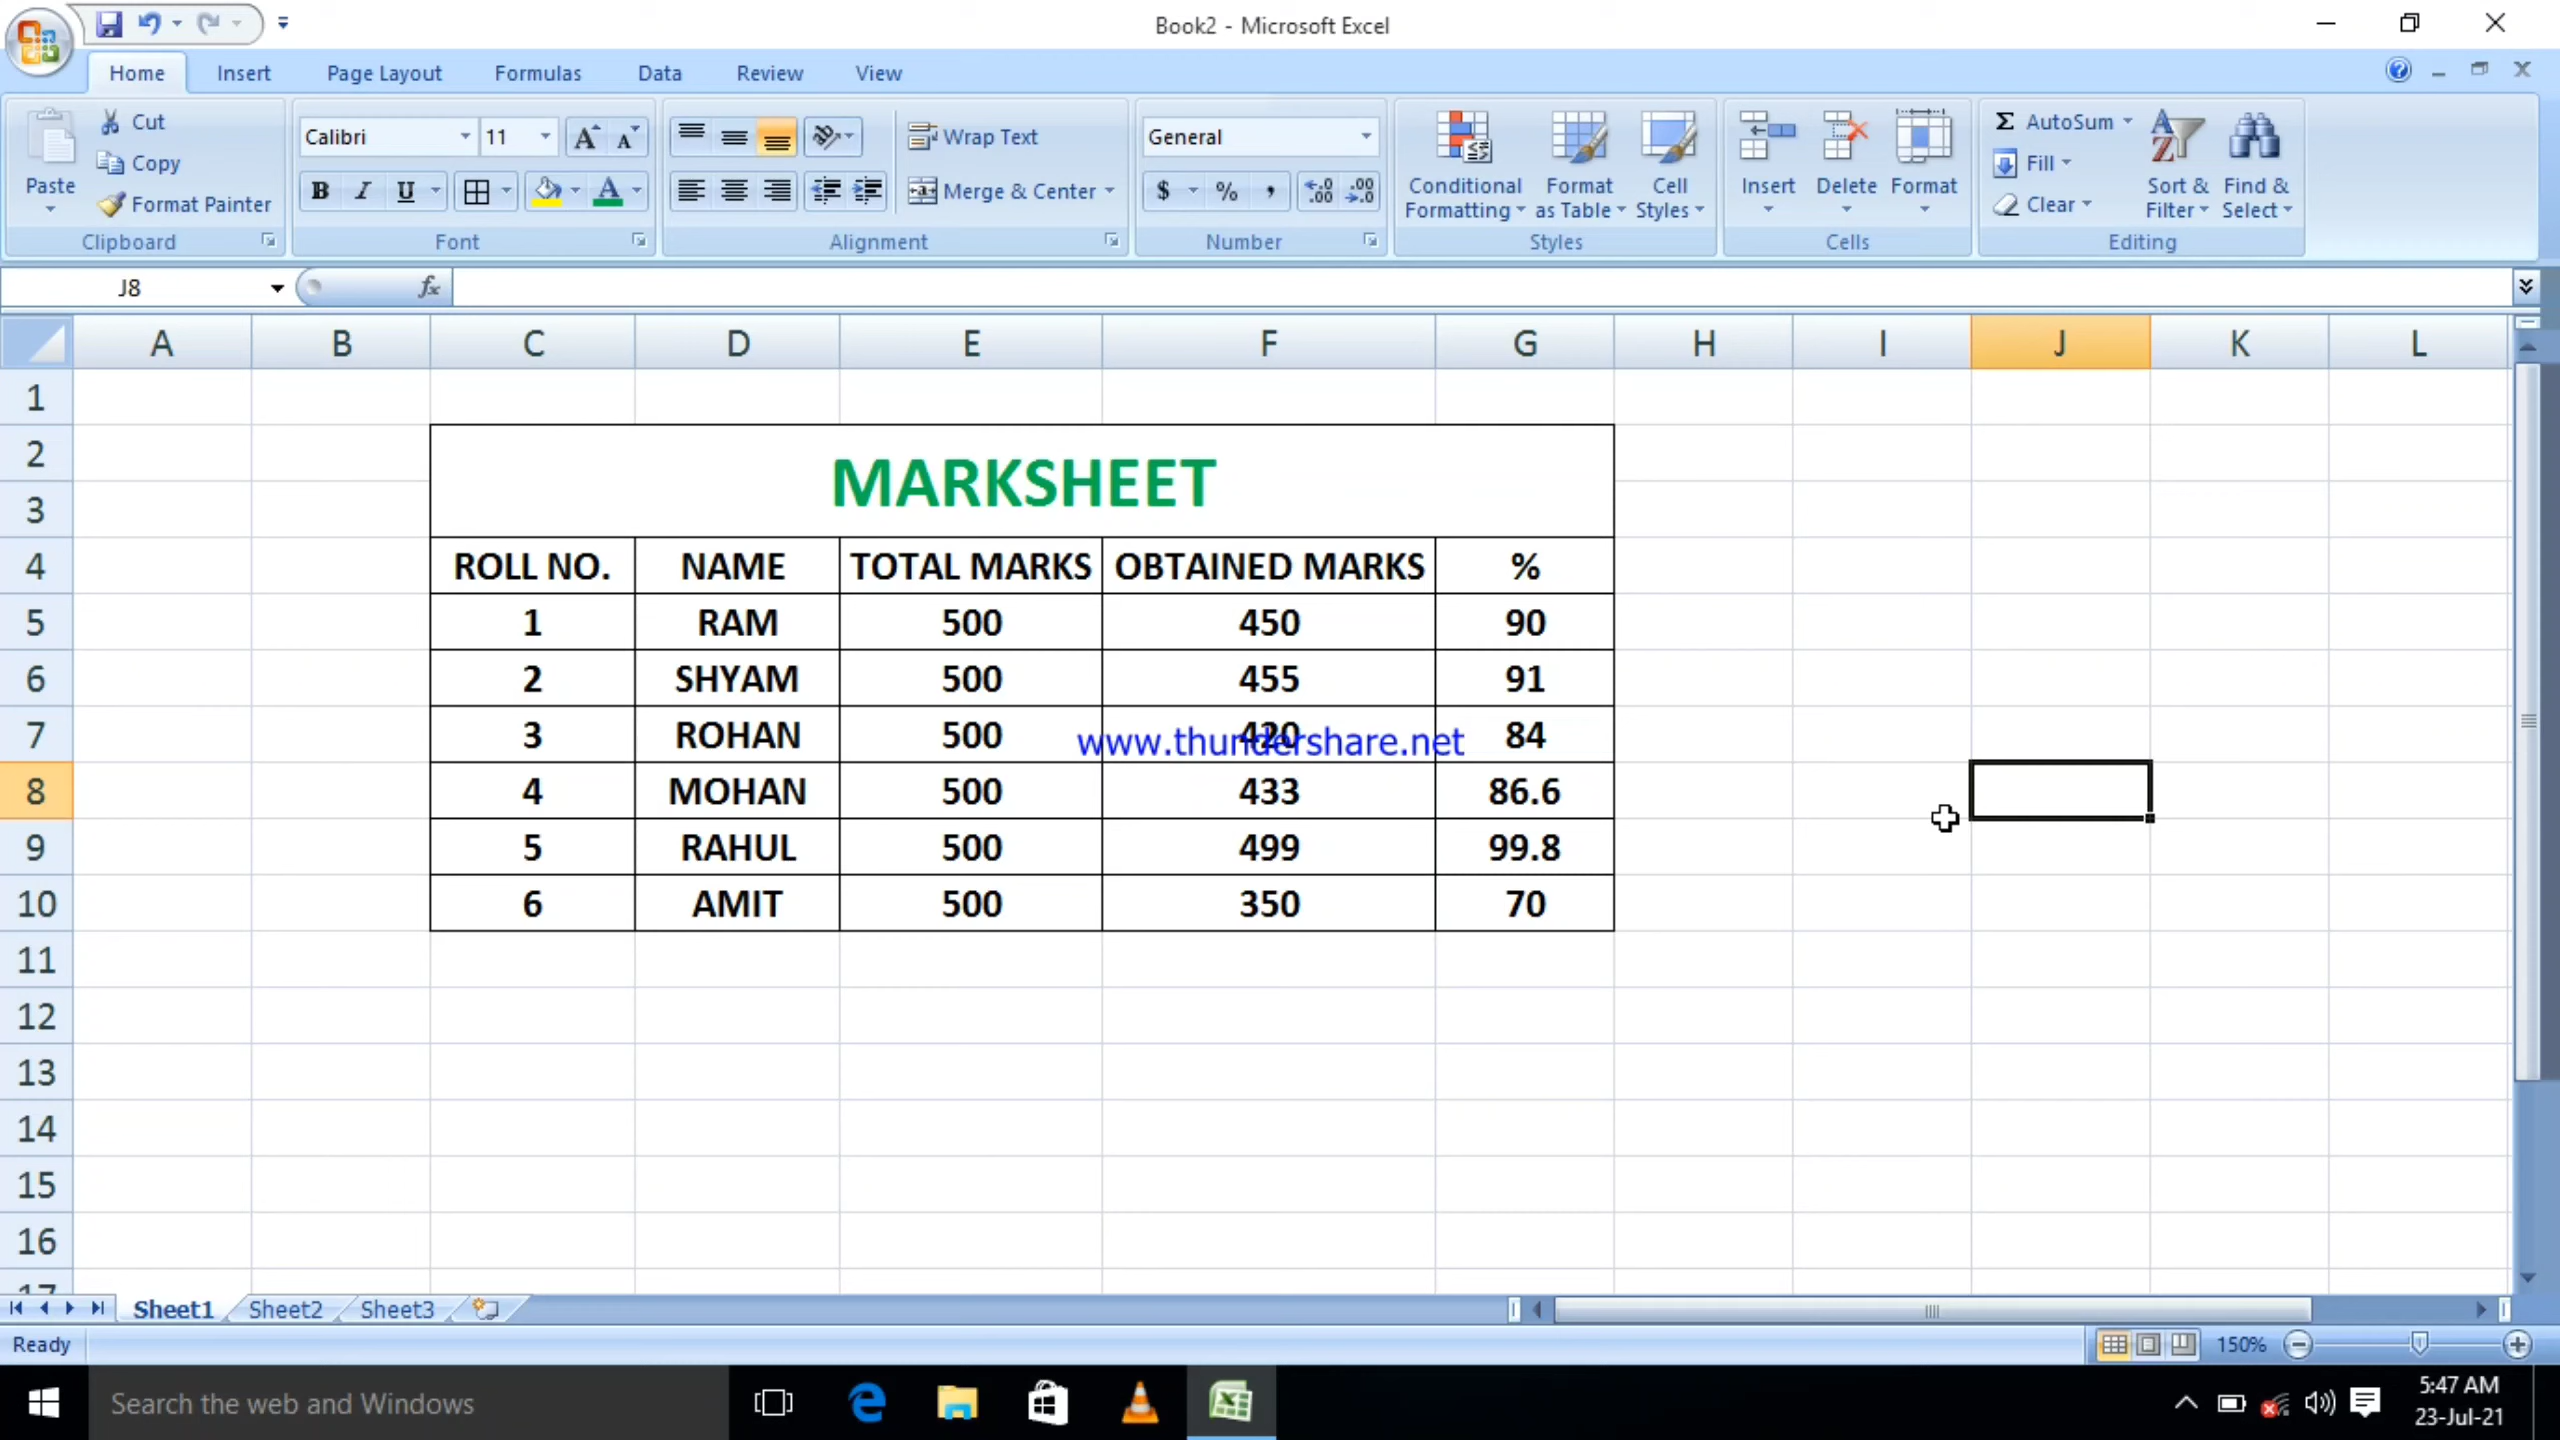 Book2 - Microsoft Excel
Home Insert Page Layout Formulas Data Review View
Paste
Cut
Copy
Format Painter
Clipboard
Calibri 11
B I U
Font
Wrap Text
Merge & Center
Alignment
General
$ % ,
Number
Conditional Formatting
Format as Table
Cell Styles
Styles
Insert Delete Format
Cells
Σ AutoSum
Fill
Clear
Sort & Filter
Find & Select
Editing
J8 fx
A B C D E F G H I J K L
1
2
MARKSHEET
3
4 ROLL NO. NAME TOTAL MARKS OBTAINED MARKS %
5 1 RAM 500 450 90
6 2 SHYAM 500 455 91
7 3 ROHAN 500 420 84
www.thundershare.net
8 4 MOHAN 500 433 86.6
9 5 RAHUL 500 499 99.8
10 6 AMIT 500 350 70
11
12
13
14
15
16
17
Sheet1 Sheet2 Sheet3
Ready 150%
Search the web and Windows
5:47 AM
23-Jul-21